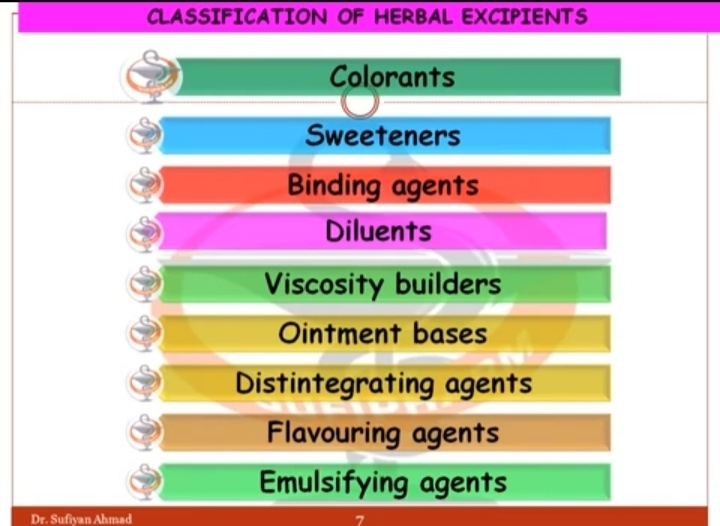 CLASSIFICATION OF HERBAL EXCIPIENTS
Colorants
Sweeteners
Binding agents
Diluents
Viscosity builders
Ointment bases
Distintegrating agents
Flavouring agents
Emulsifying agents
Dr. Sufiyan Ahmad
7